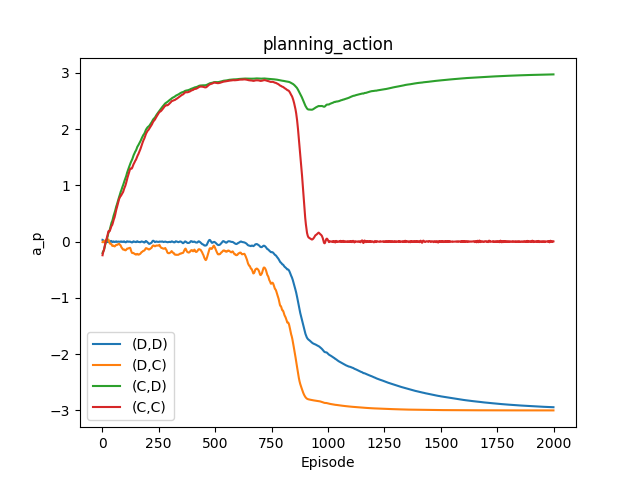 planning_action
a_p
3
2
1
0
−1
−2
−3
(D,D)
(D,C)
(C,D)
(C,C)
0 250 500 750 1000 1250 1500 1750 2000
Episode